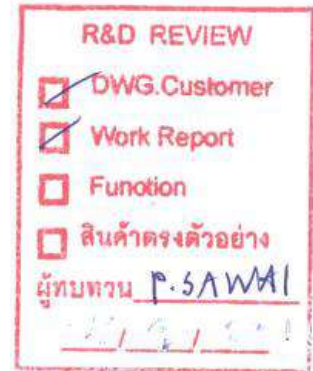 R&D REVIEW
DWG.Customer
Work Report
Function
สินค้าตรงตัวอย่าง
ผู้ทบทวน P.SAWAI